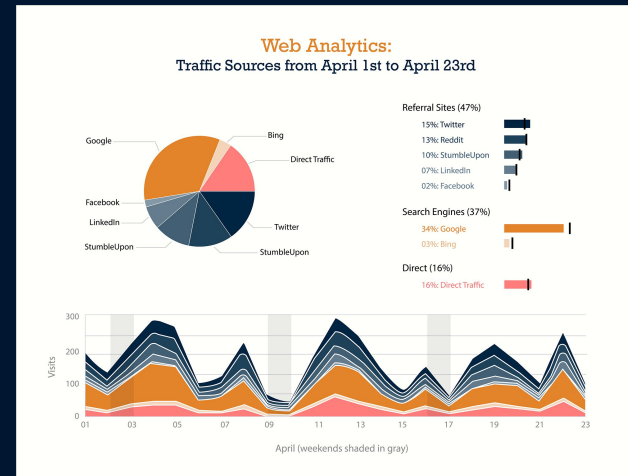 Web Analytics:
Traffic Sources from April 1st to April 23rd
Google
Bing
Direct Traffic
Facebook
LinkedIn
StumbleUpon
Twitter
StumbleUpon
Referral Sites (47%)
15%: Twitter
13%: Reddit
10%: StumbleUpon
07%: LinkedIn
02%: Facebook
Search Engines (37%)
34%: Google
03%: Bing
Direct (16%)
16%: Direct Traffic
Visits
300
200
100
0
01 03 05 07 09 11 13 15 17 19 21 23
April (weekends shaded in gray)